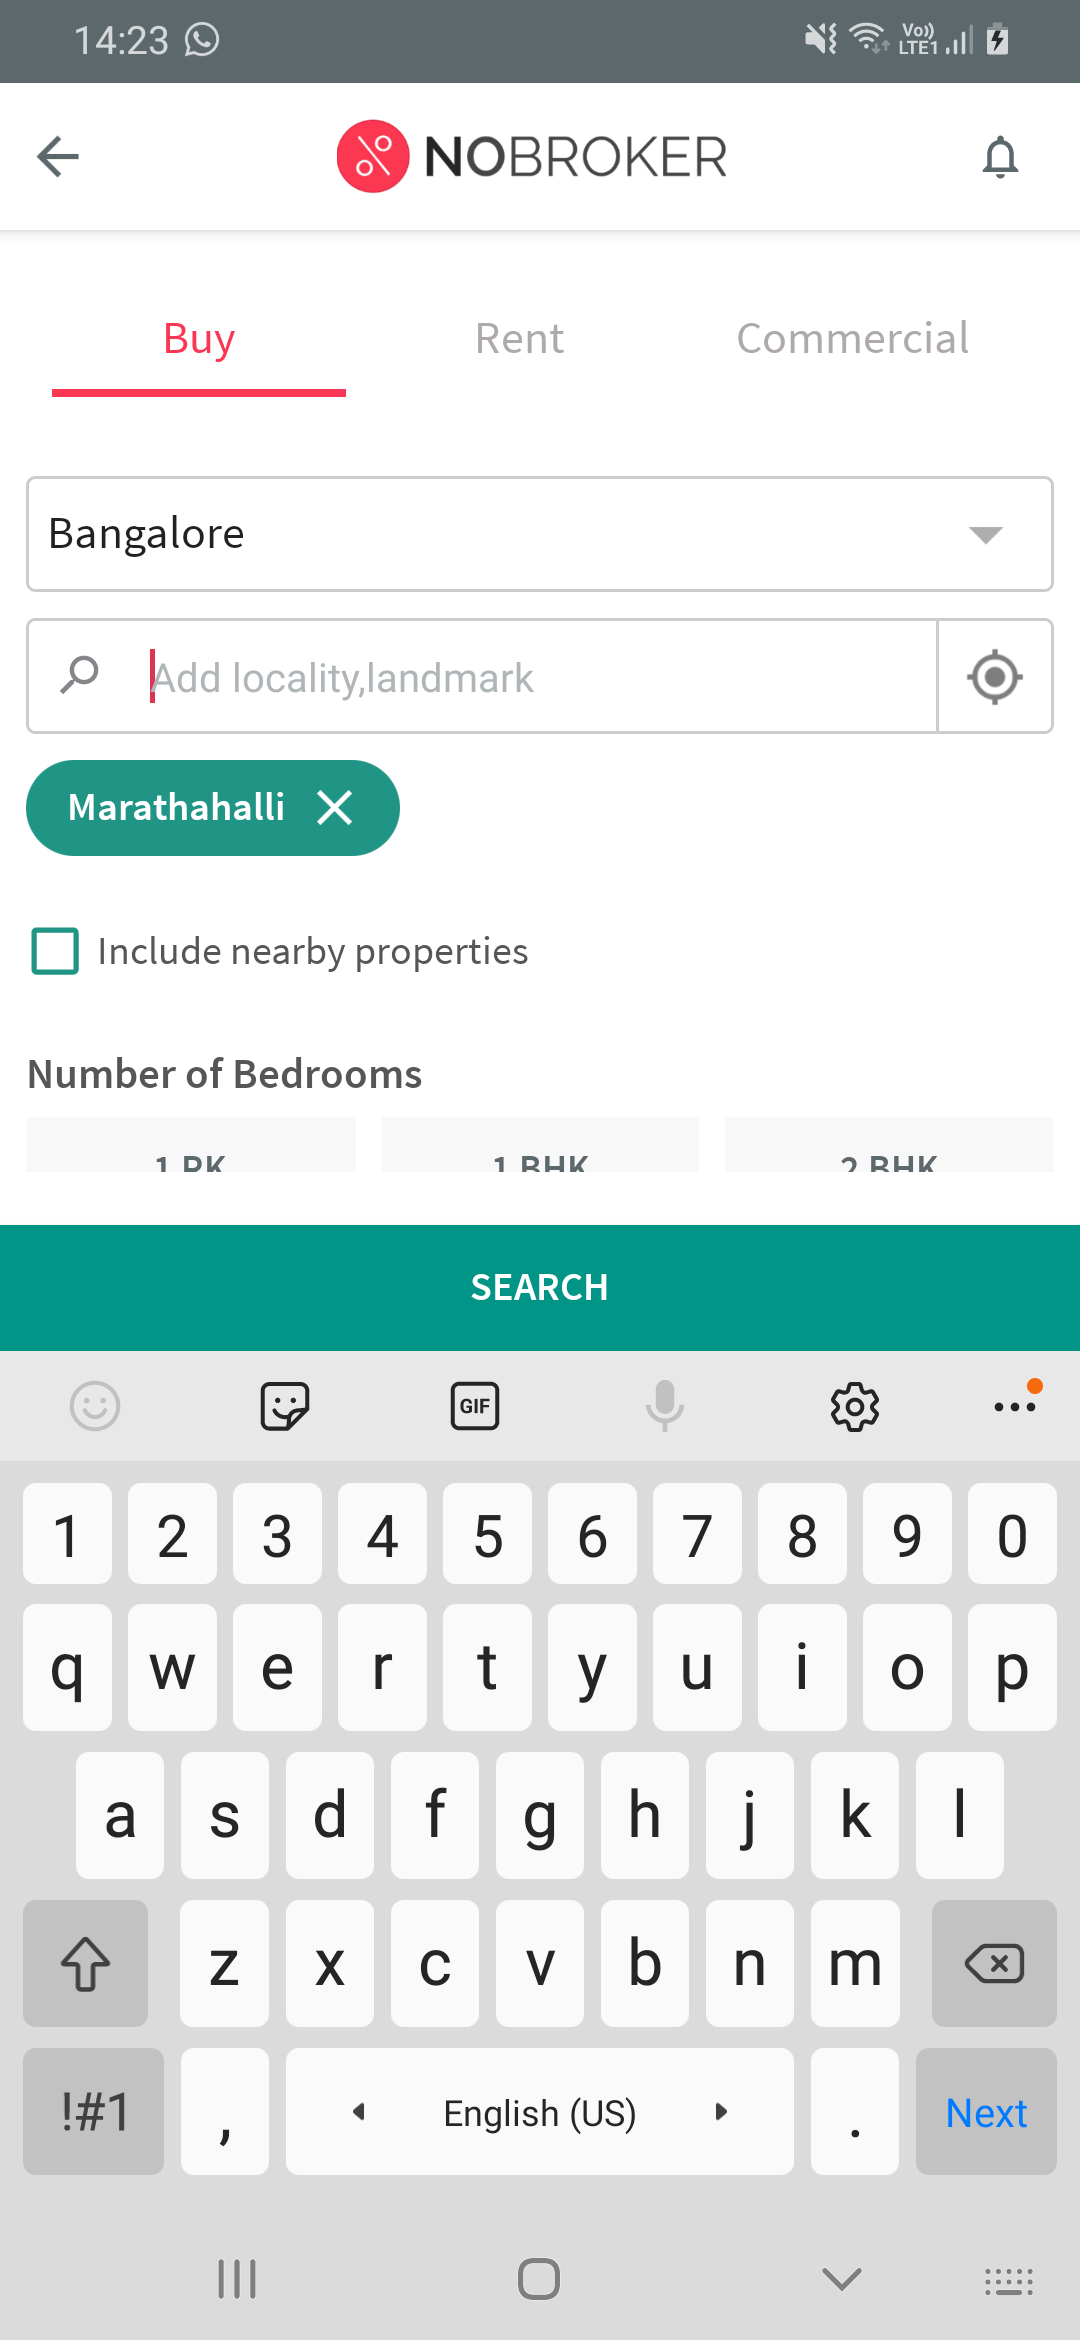 14:23
Vo)) LTE1
NOBROKER
Buy Rent Commercial
Bangalore
Add locality,landmark
Marathahalli
Include nearby properties
Number of Bedrooms
1 RK 1 BHK 2 BHK
SEARCH
GIF
1 2 3 4 5 6 7 8 9 0
q w e r t y u i o p
a s d f g h j k l
z x c v b n m
!#1 , English (US) . Next